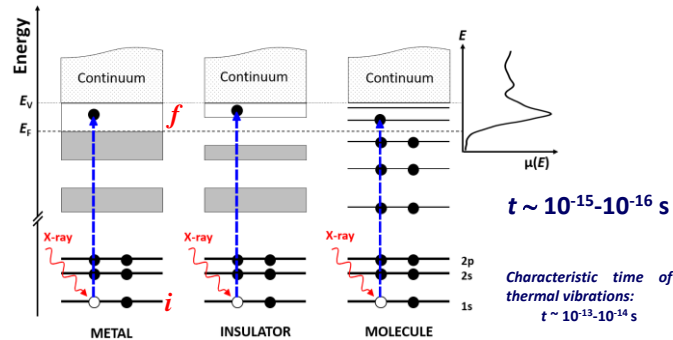 Energy
E
Continuum
Continuum
Continuum
E_V
f
E_F
μ(E)
t ~ 10^-15-10^-16 s
X-ray
X-ray
X-ray
2p
2s
Characteristic time of
thermal vibrations:
t ~ 10^-13-10^-14 s
i
1s
METAL
INSULATOR
MOLECULE